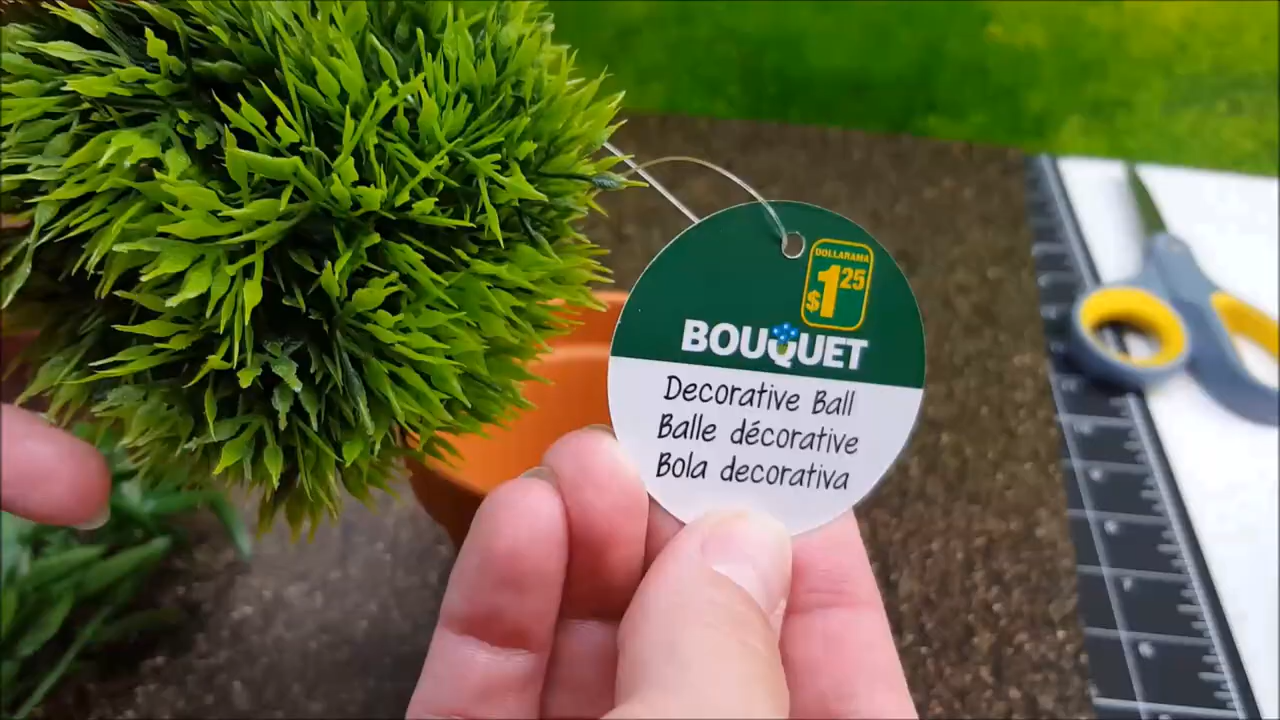 DOLLARAMA
$1.25
BOUQUET
Decorative Ball
Balle décorative
Bola decorativa